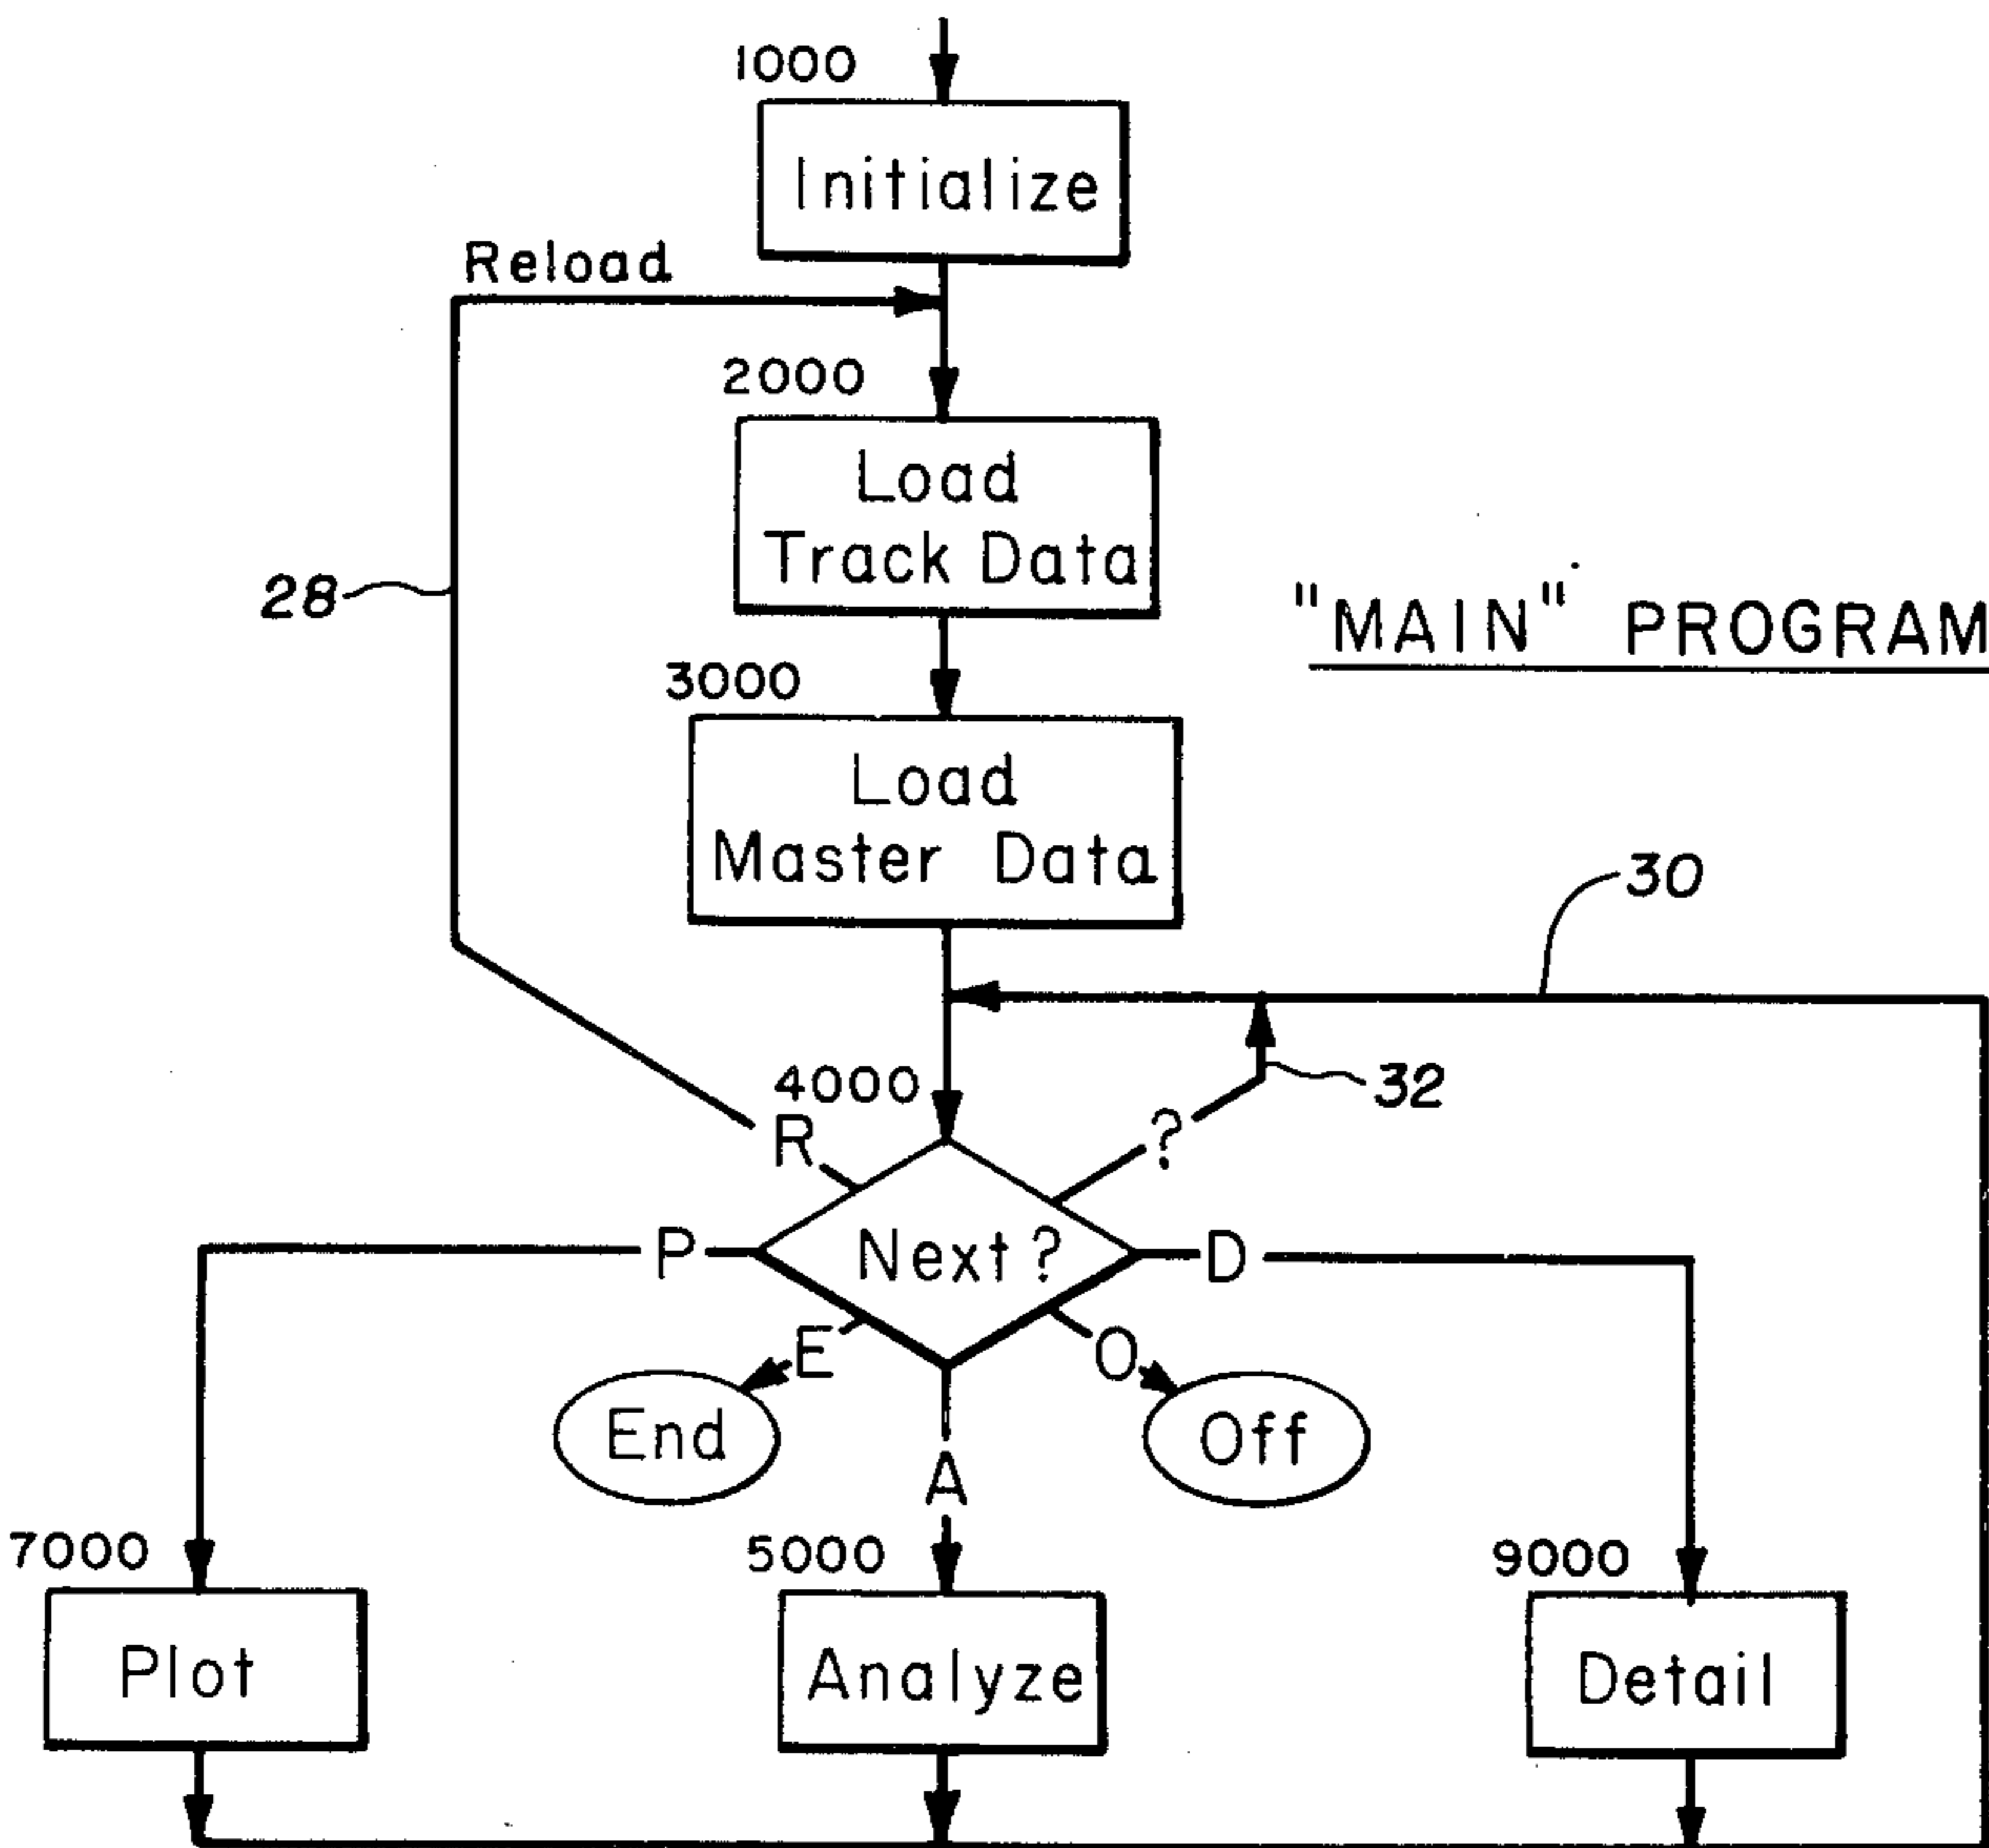 1000
Initialize
Reload
2000
Load
Track Data
28
"MAIN" PROGRAM
3000
Load
Master Data
30
4000
32
R
?
P
Next?
D
E
O
End
Off
A
7000
5000
9000
Plot
Analyze
Detail